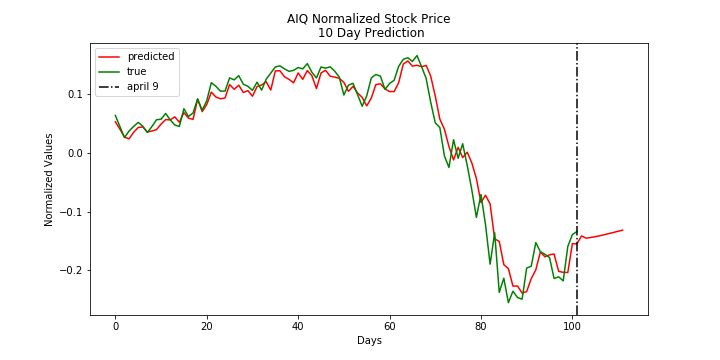 AIQ Normalized Stock Price
10 Day Prediction
predicted
true
april 9
Normalized Values
0.1
0.0
−0.1
−0.2
0
20
40
60
80
100
Days